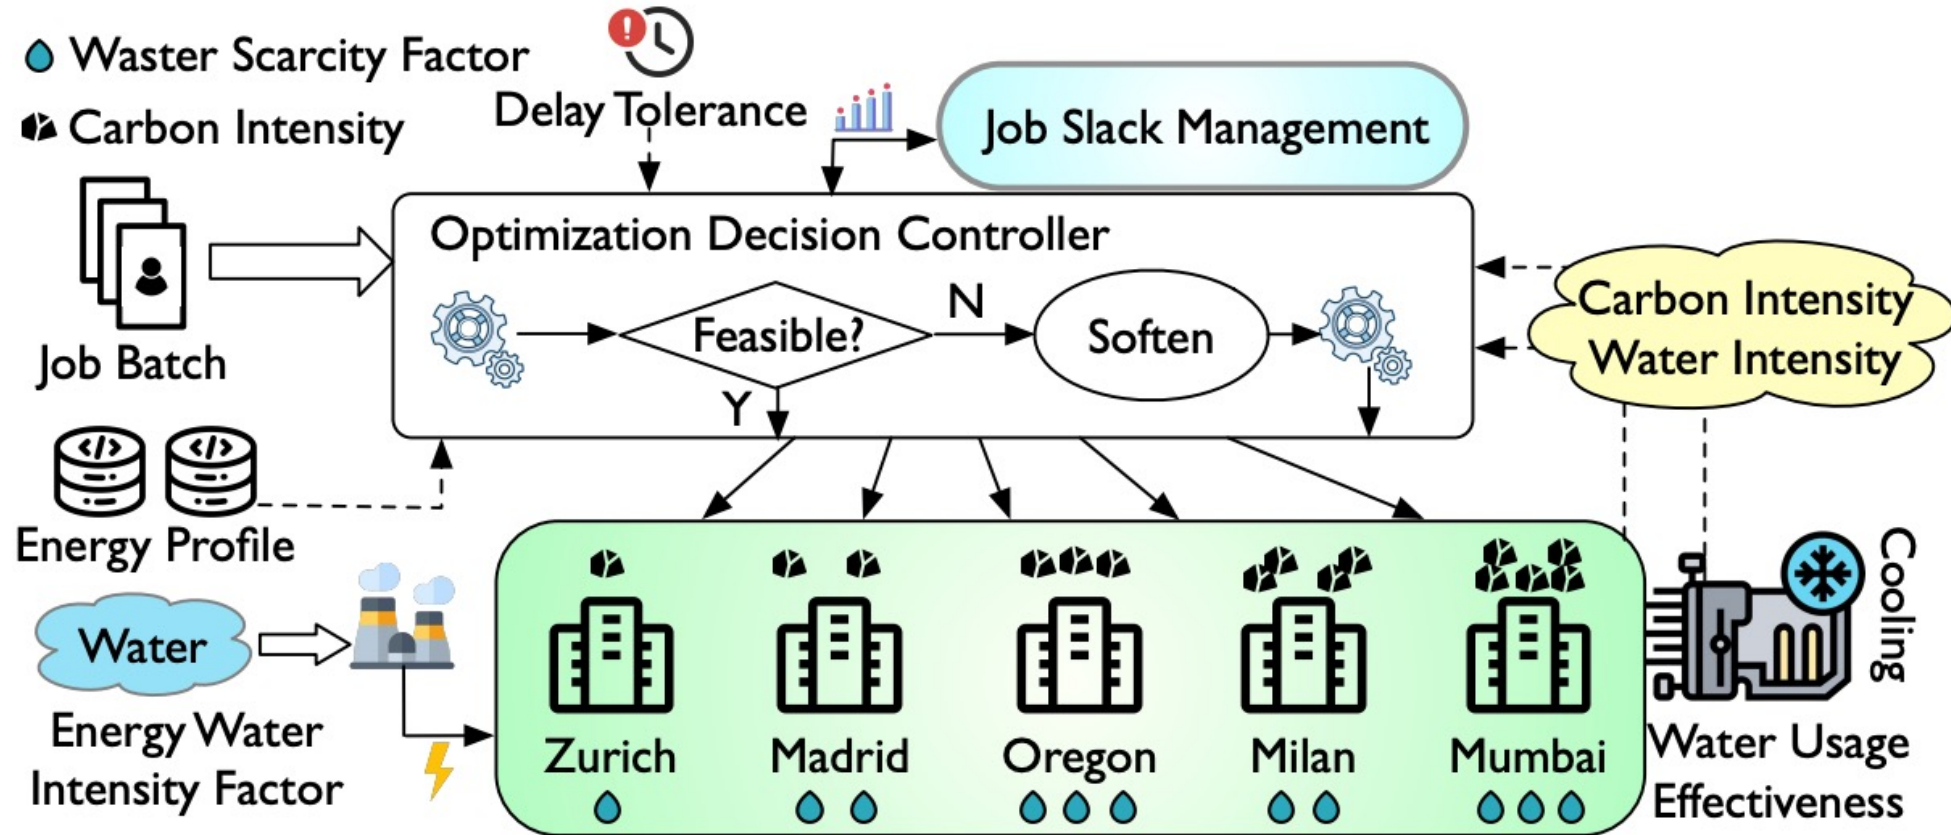 Waster Scarcity Factor
Carbon Intensity
Delay Tolerance
Job Slack Management
Job Batch
Optimization Decision Controller
Feasible?
N
Y
Soften
Carbon Intensity
Water Intensity
Energy Profile
Water
Energy Water
Intensity Factor
Zurich
Madrid
Oregon
Milan
Mumbai
Cooling
Water Usage
Effectiveness